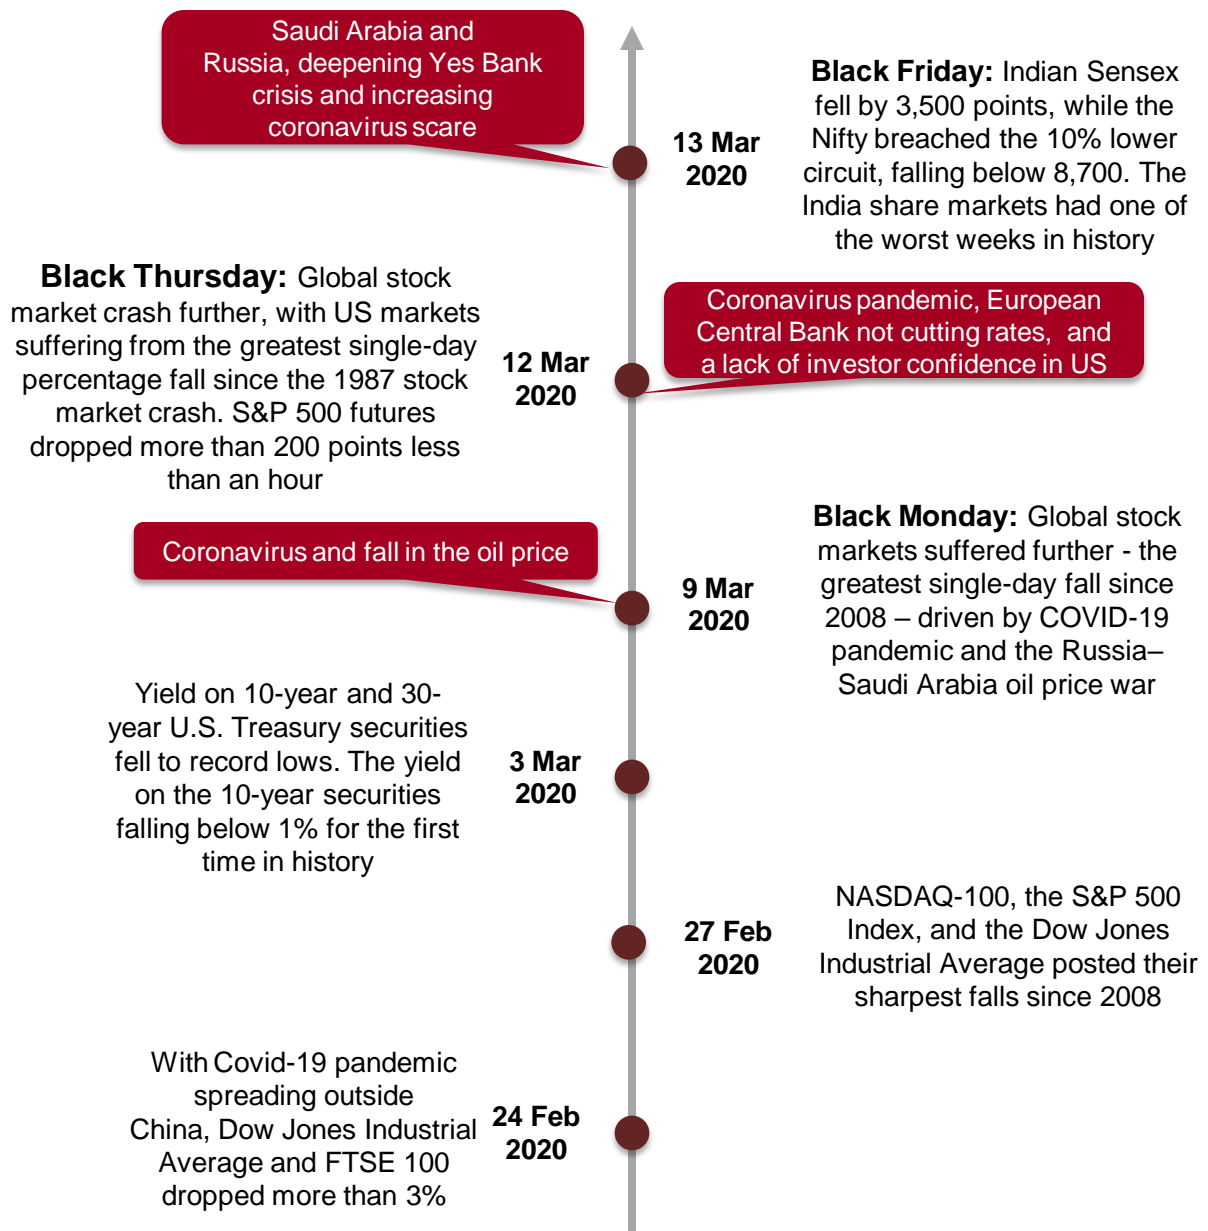 Saudi Arabia and
Russia, deepening Yes Bank
crisis and increasing
coronavirus scare
13 Mar
2020
Black Friday: Indian Sensex
fell by 3,500 points, while the
Nifty breached the 10% lower
circuit, falling below 8,700. The
India share markets had one of
the worst weeks in history
Black Thursday: Global stock
market crash further, with US markets
suffering from the greatest single-day
percentage fall since the 1987 stock
market crash. S&P 500 futures
dropped more than 200 points less
than an hour
12 Mar
2020
Coronavirus pandemic, European
Central Bank not cutting rates, and
a lack of investor confidence in US
Coronavirus and fall in the oil price
9 Mar
2020
Black Monday: Global stock
markets suffered further - the
greatest single-day fall since
2008 – driven by COVID-19
pandemic and the Russia–
Saudi Arabia oil price war
Yield on 10-year and 30-
year U.S. Treasury securities
fell to record lows. The yield
on the 10-year securities
falling below 1% for the first
time in history
3 Mar
2020
27 Feb
2020
NASDAQ-100, the S&P 500
Index, and the Dow Jones
Industrial Average posted their
sharpest falls since 2008
With Covid-19 pandemic
spreading outside
China, Dow Jones Industrial
Average and FTSE 100
dropped more than 3%
24 Feb
2020